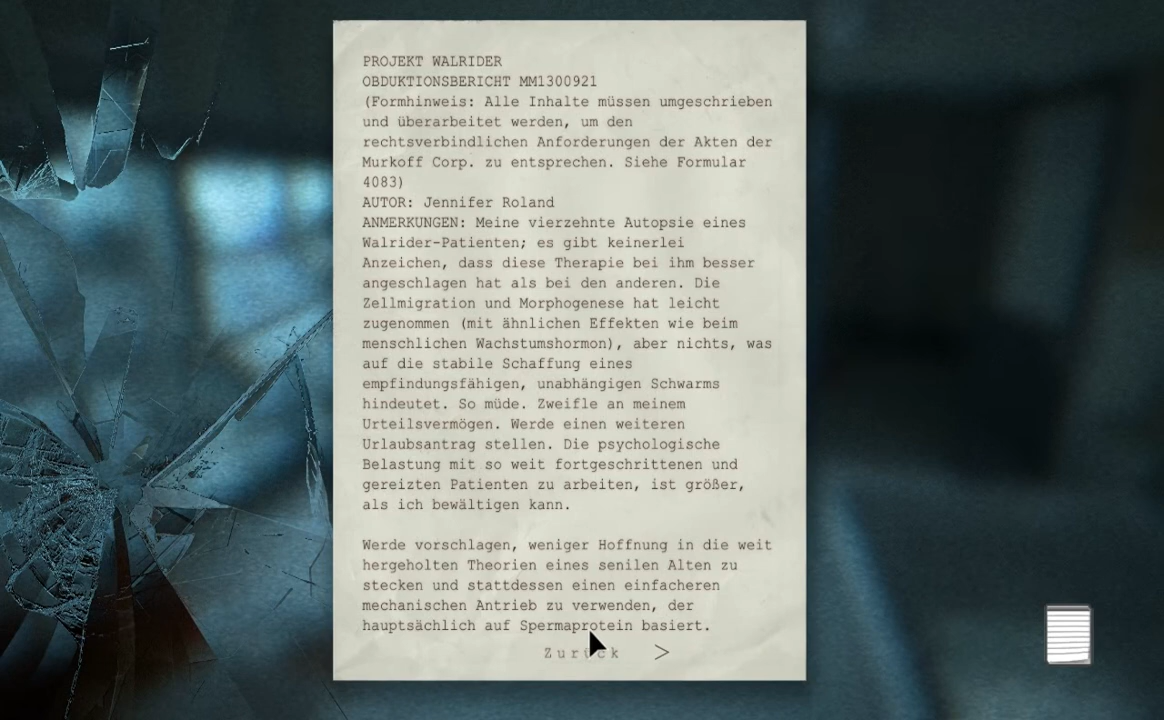 PROJEKT WALRIDER
OBDUKTIONSBERICHT MM1300921
(Formhinweis: Alle Inhalte müssen umgeschrieben
und überarbeitet werden, um den
rechtsverbindlichen Anforderungen der Akten der
Murkoff Corp. zu entsprechen. Siehe Formular
4083)
AUTOR: Jennifer Roland
ANMERKUNGEN: Meine vierzehnte Autopsie eines
Walrider-Patienten; es gibt keinerlei
Anzeichen, dass diese Therapie bei ihm besser
angeschlagen hat als bei den anderen. Die
Zellmigration und Morphogenese hat leicht
zugenommen (mit ähnlichen Effekten wie beim
menschlichen Wachstumshormon), aber nichts, was
auf die stabile Schaffung eines
empfindungsfähigen, unabhängigen Schwarms
hindeutet. So müde. Zweifle an meinem
Urteilsvermögen. Werde einen weiteren
Urlaubsantrag stellen. Die psychologische
Belastung mit so weit fortgeschrittenen und
gereizten Patienten zu arbeiten, ist größer,
als ich bewältigen kann.

Werde vorschlagen, weniger Hoffnung in die weit
hergeholten Theorien eines senilen Alten zu
stecken und stattdessen einen einfacheren
mechanischen Antrieb zu verwenden, der
hauptsächlich auf Spermaprotein basiert.
Zurück >